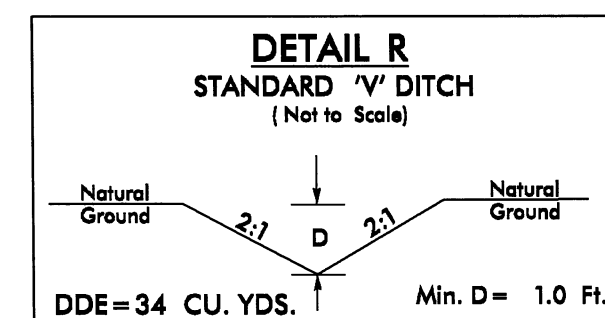 DETAIL R
STANDARD 'V' DITCH
( Not to Scale)
Natural Ground
2:1
D
2:1
Natural Ground
DDE = 34 CU. YDS.
Min. D = 1.0 Ft.